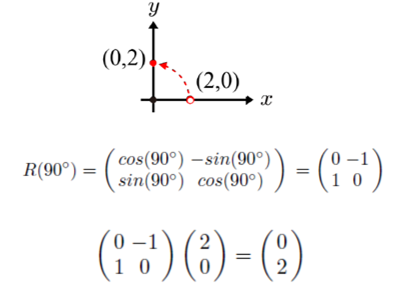 y
(0,2)
(2,0)
x
R(90°) = ( cos(90°) −sin(90°) ) = ( 0 −1 )
( sin(90°) cos(90°) ) ( 1 0 )
( 0 −1 ) ( 2 ) = ( 0 )
( 1 0 ) ( 0 ) ( 2 )